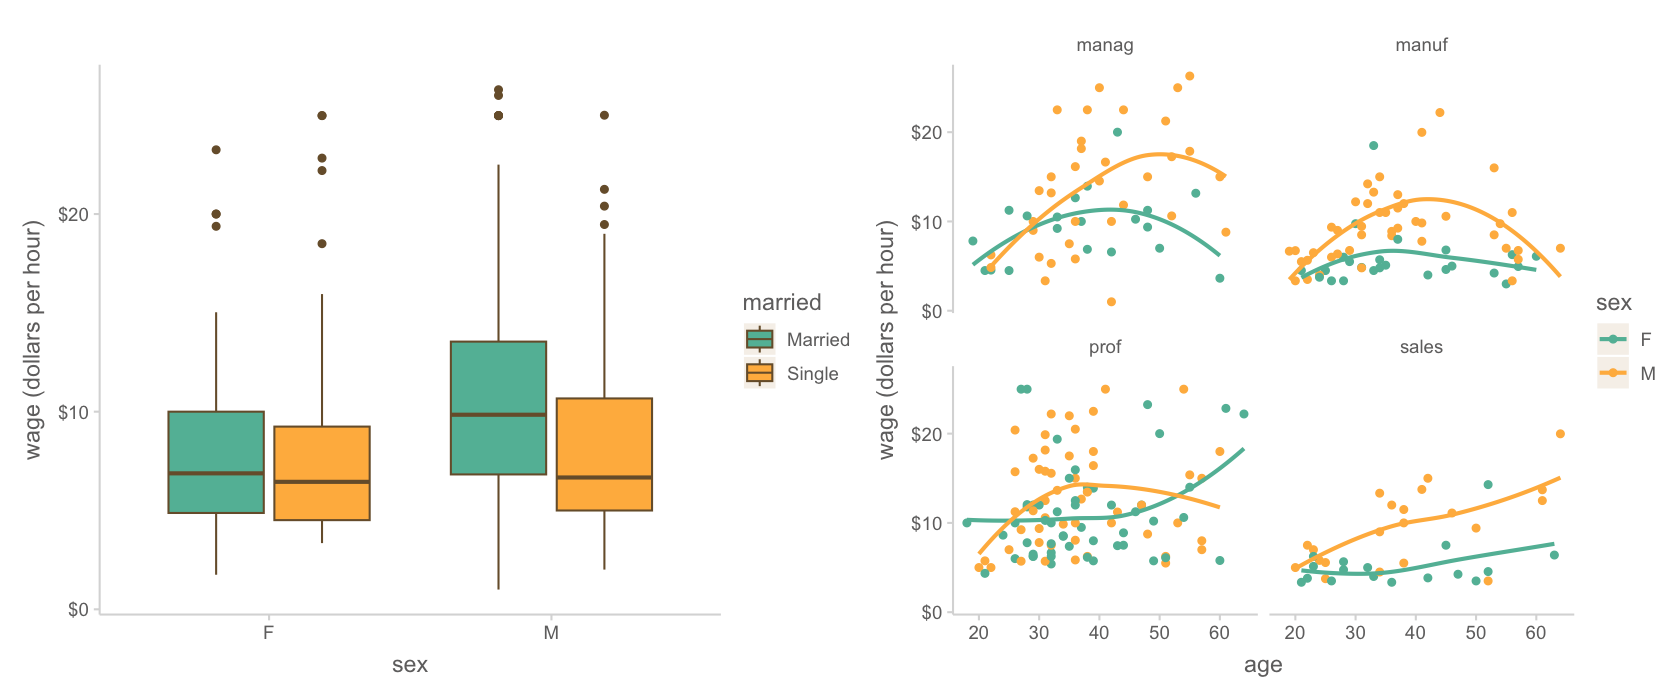 wage (dollars per hour)
$20
$10
$0
F
M
sex
married
Married
Single
wage (dollars per hour)
manag
manuf
$20
$10
$0
prof
sales
$20
$10
$0
20
30
40
50
60
20
30
40
50
60
age
sex
F
M